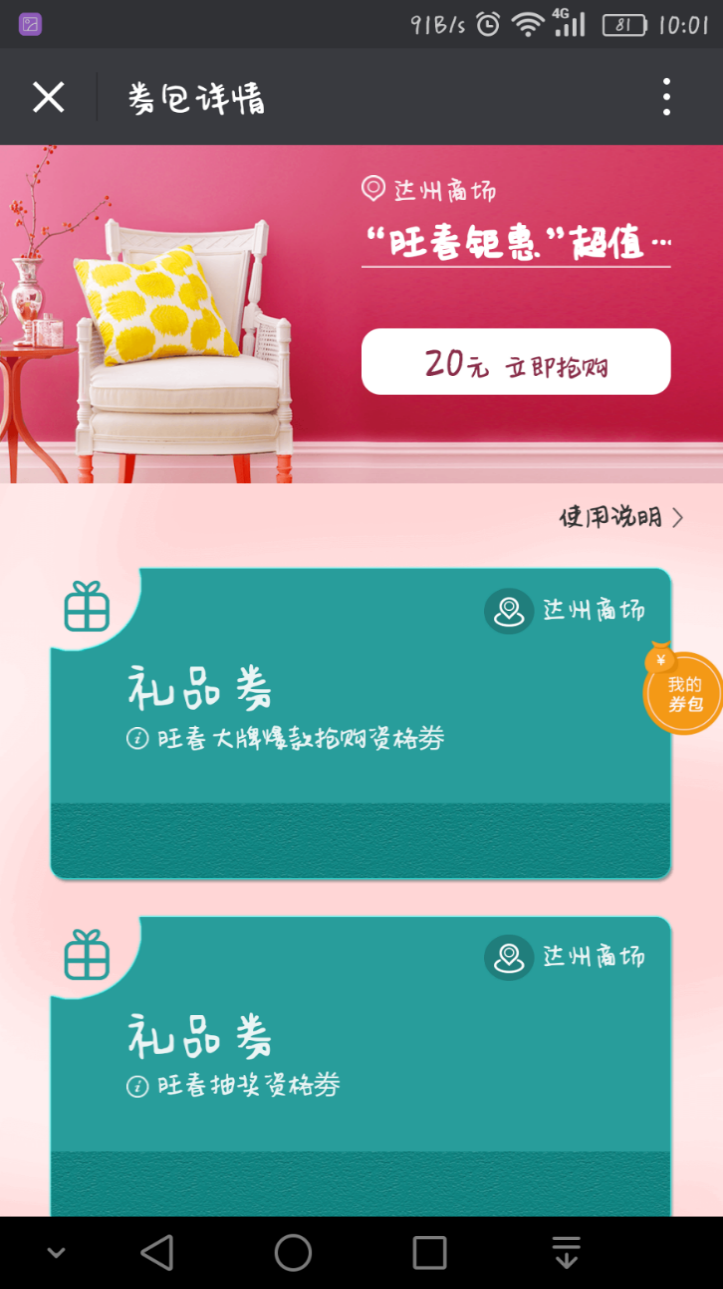 91B/s 4G 81 10:01
券包详情
达州商场
“旺春钜惠”超值…
20元 立即抢购
使用说明
达州商场
礼品券
旺春大牌爆款抢购资格劵
¥
我的
券包
达州商场
礼品券
旺春抽奖资格劵